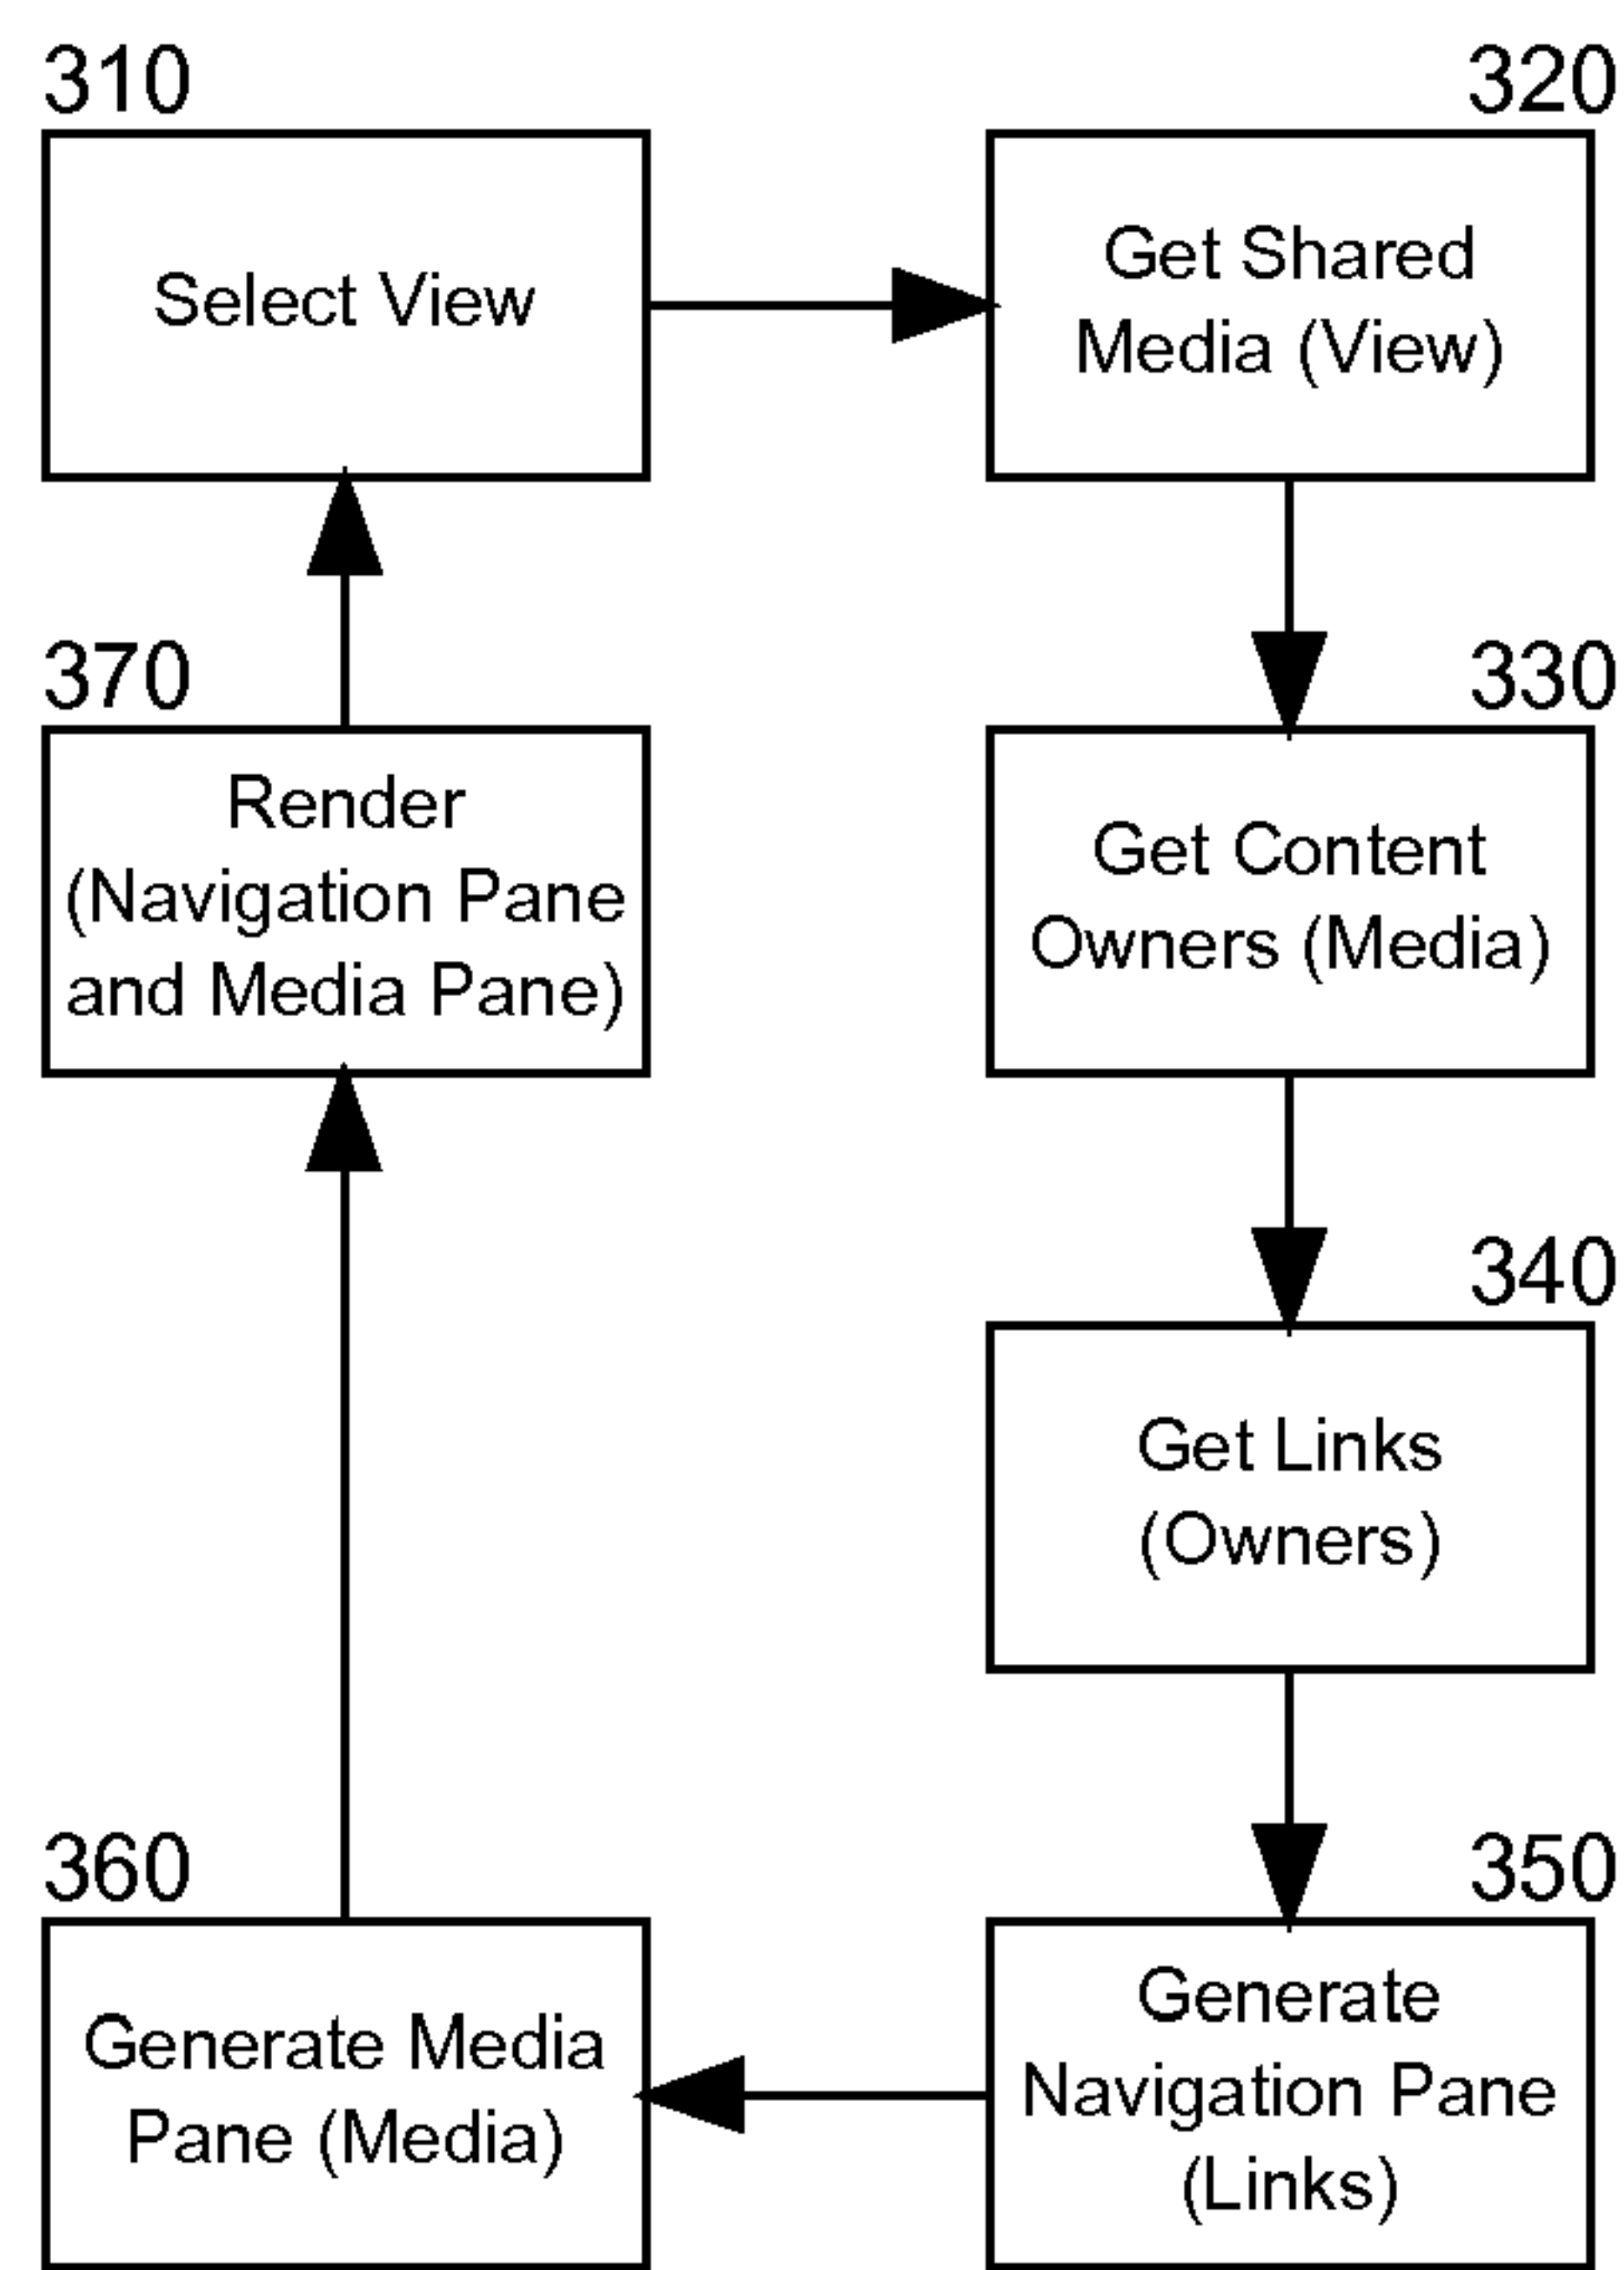 310
Select View
320
Get Shared
Media (View)
330
Get Content
Owners (Media)
340
Get Links
(Owners)
350
Generate
Navigation Pane
(Links)
360
Generate Media
Pane (Media)
370
Render
(Navigation Pane
and Media Pane)